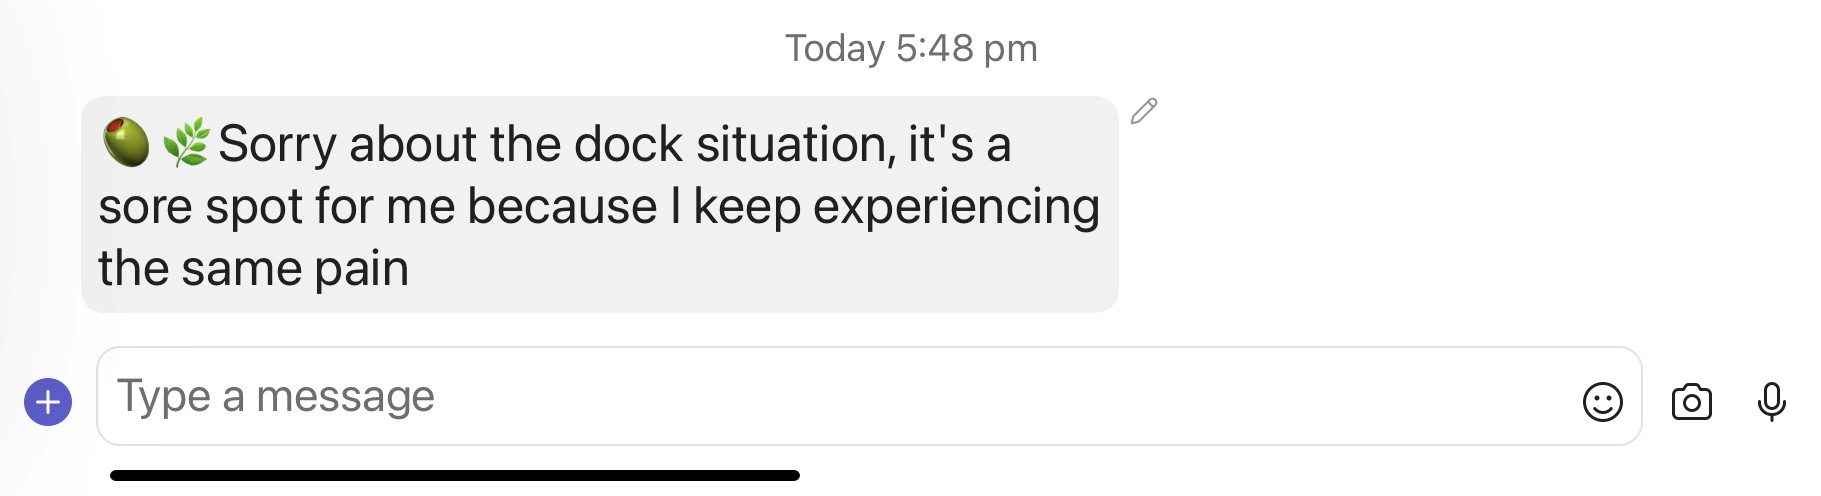 Today 5:48 pm
🫒🌿Sorry about the dock situation, it's a
sore spot for me because I keep experiencing
the same pain
Type a message